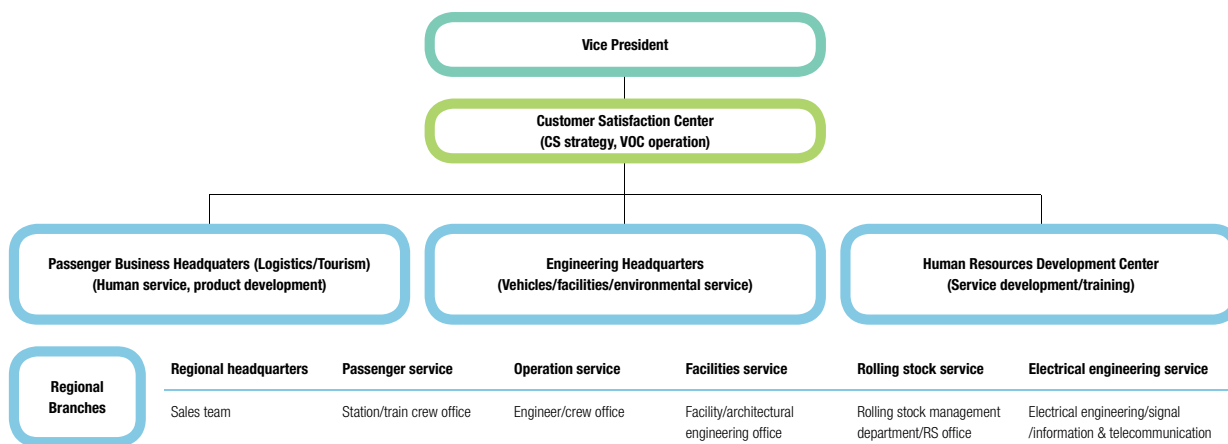 Vice President
Customer Satisfaction Center
(CS strategy, VOC operation)
Passenger Business Headquaters (Logistics/Tourism)
(Human service, product development)
Engineering Headquarters
(Vehicles/facilities/environmental service)
Human Resources Development Center
(Service development/training)
Regional
Branches
Regional headquarters
Sales team
Passenger service
Station/train crew office
Operation service
Engineer/crew office
Facilities service
Facility/architectural
engineering office
Rolling stock service
Rolling stock management
department/RS office
Electrical engineering service
Electrical engineering/signal
/information & telecommunication